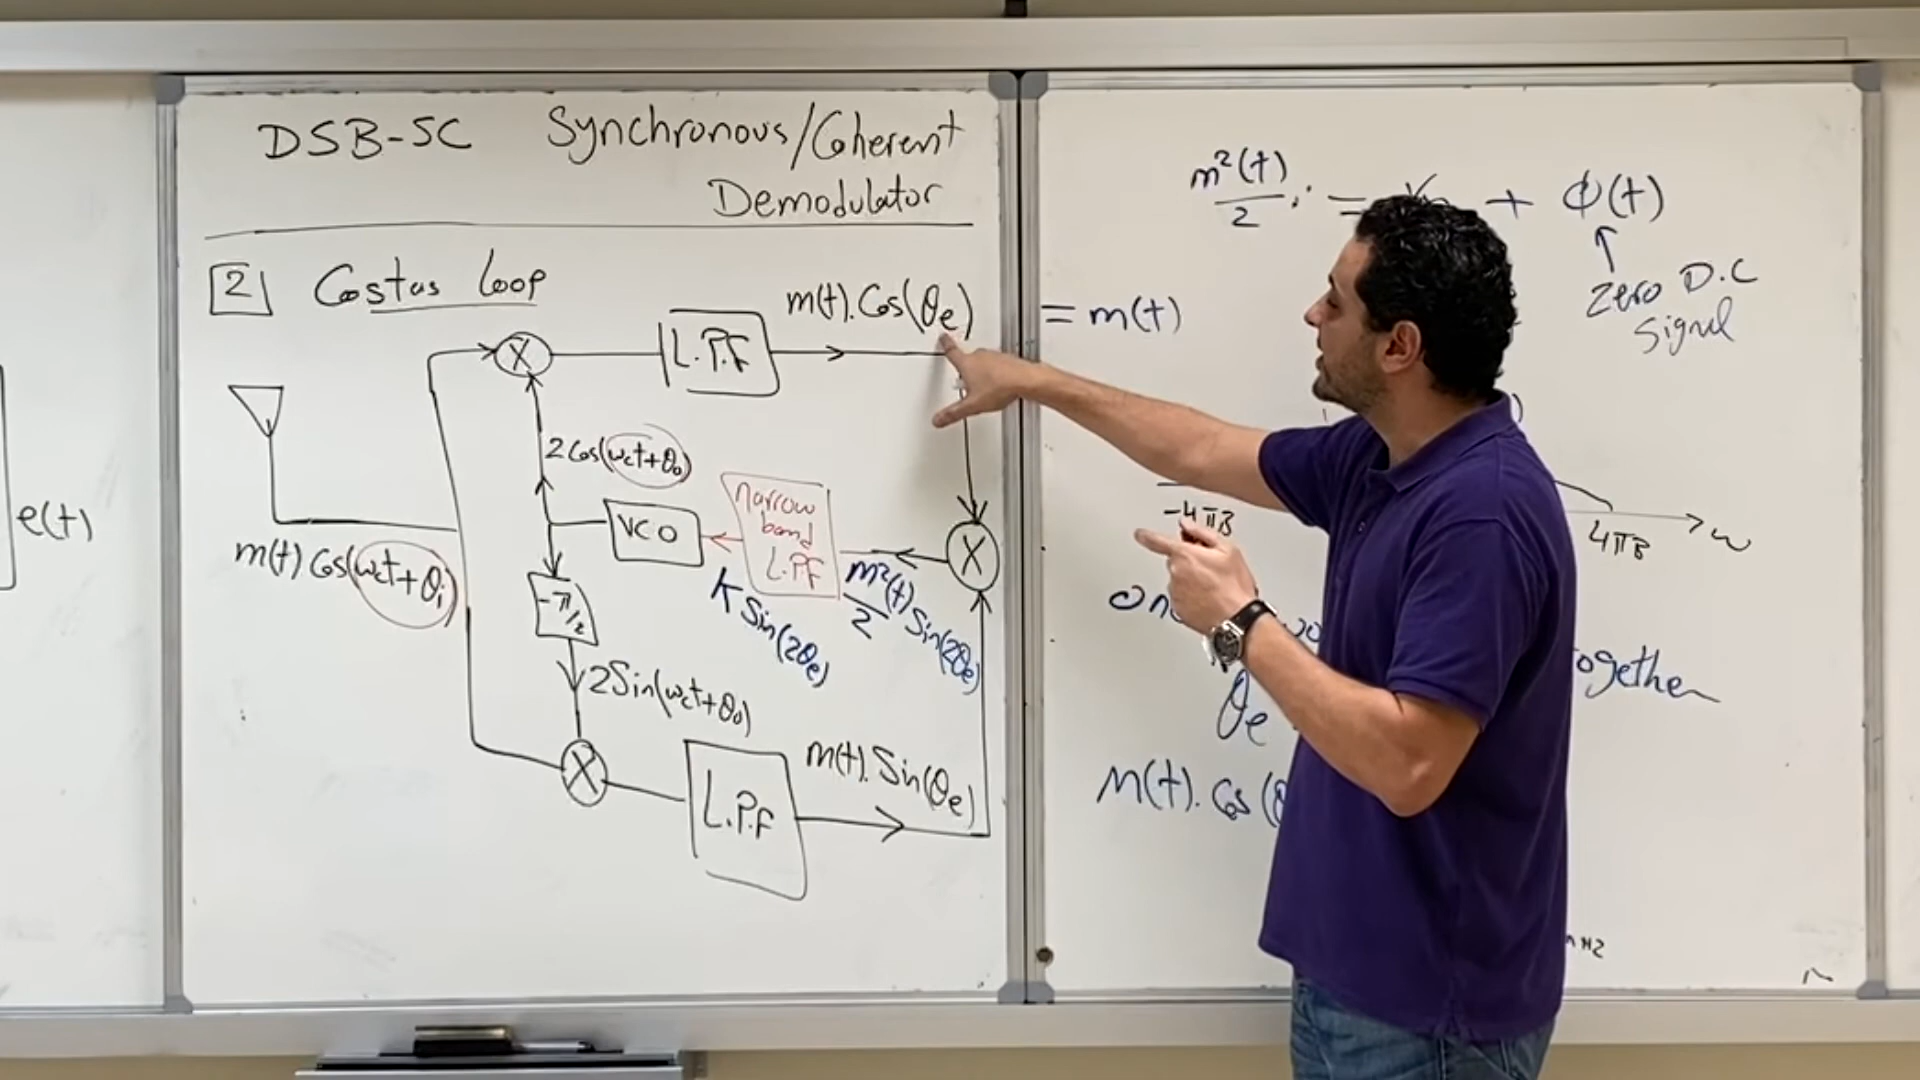 DSB-SC Synchronous/Coherent
Demodulator
2 Costas Loop
m(t).Cos(θe)
= m(t)
X
L.P.F
2Cos(ωct+θo)
VCO
narrow
band
L.PF
X
e(t)
m(t) Cos(ωct+θi)
-π/2
K Sin(2θe)
m²(t)/2 Sin(2θe)
2Sin(ωct+θo)
X
L.P.F
m(t).Sin(θe)
m²(t)/2 = + ϕ(t)
zero D.C
Signal
-4πB
4πB
ω
together
θe
m(t).Cos(